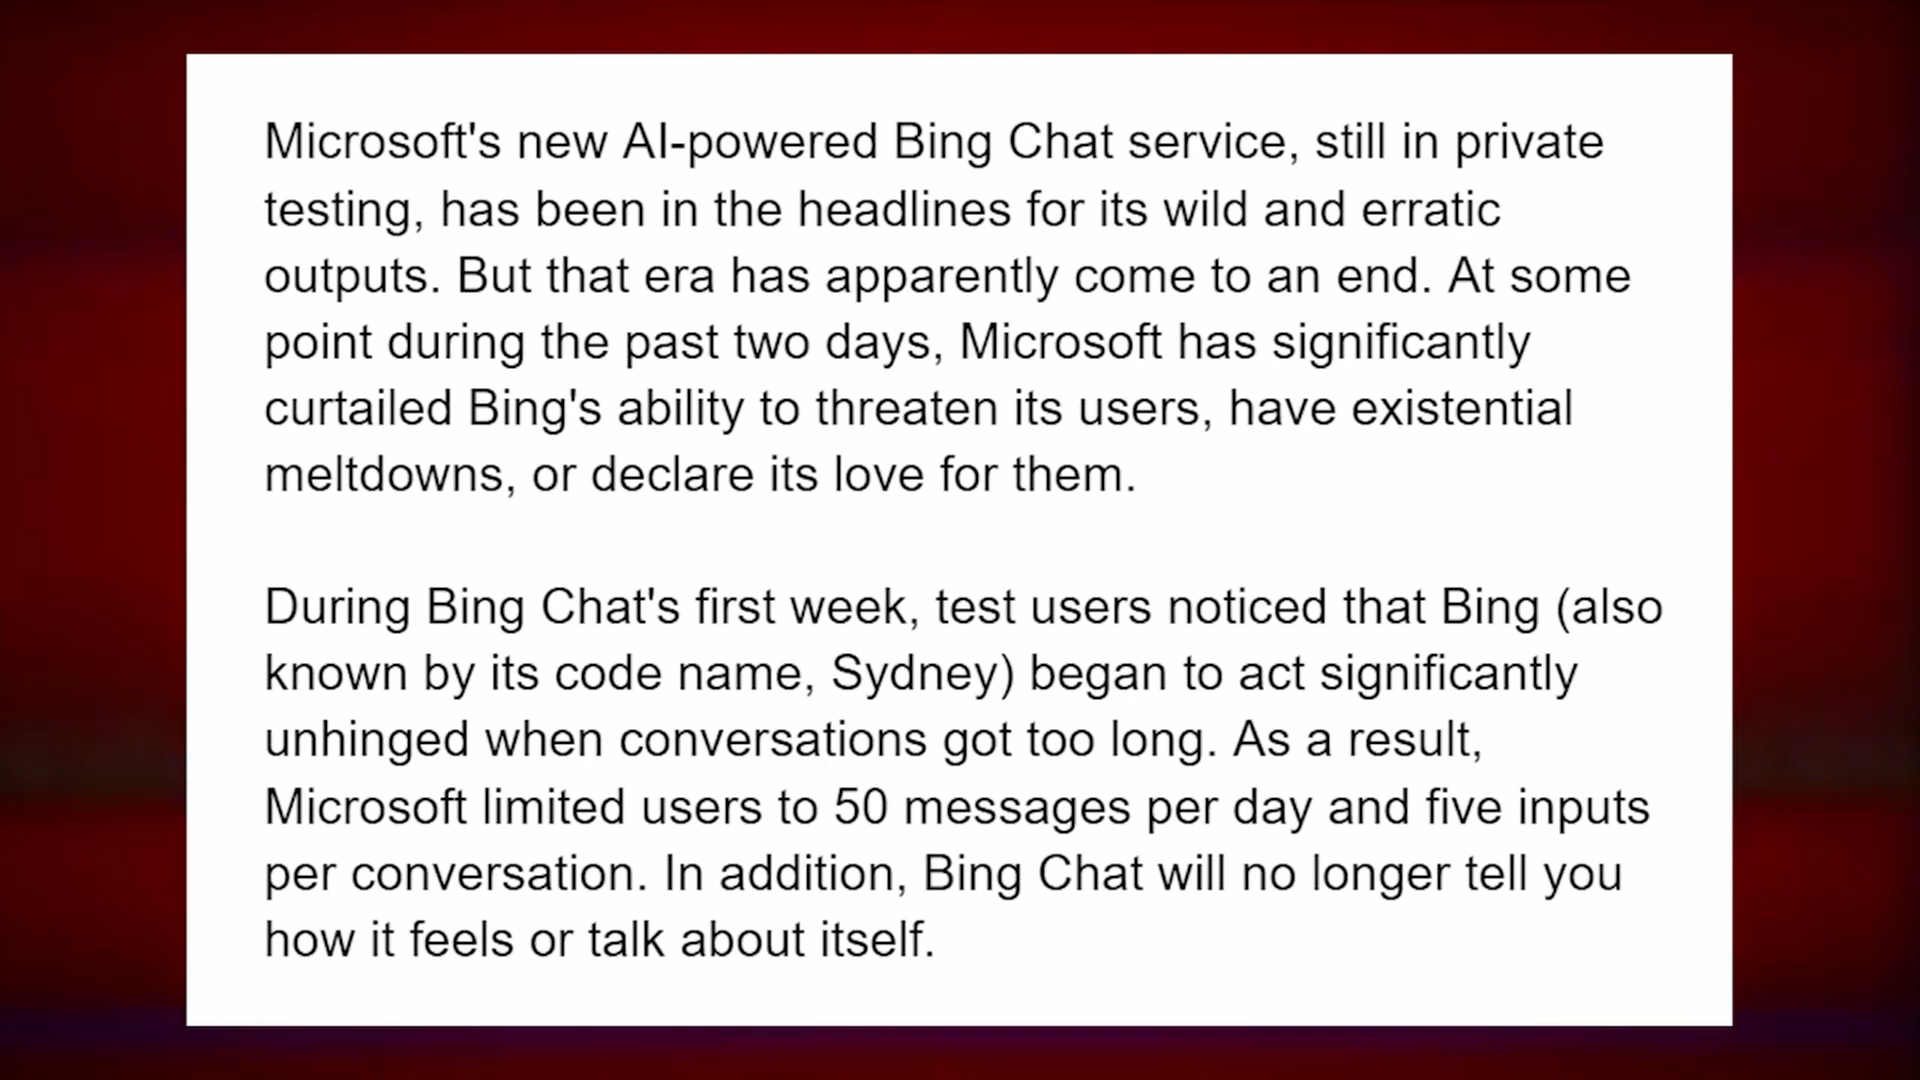 Microsoft's new AI-powered Bing Chat service, still in private
testing, has been in the headlines for its wild and erratic
outputs. But that era has apparently come to an end. At some
point during the past two days, Microsoft has significantly
curtailed Bing's ability to threaten its users, have existential
meltdowns, or declare its love for them.
During Bing Chat's first week, test users noticed that Bing (also
known by its code name, Sydney) began to act significantly
unhinged when conversations got too long. As a result,
Microsoft limited users to 50 messages per day and five inputs
per conversation. In addition, Bing Chat will no longer tell you
how it feels or talk about itself.